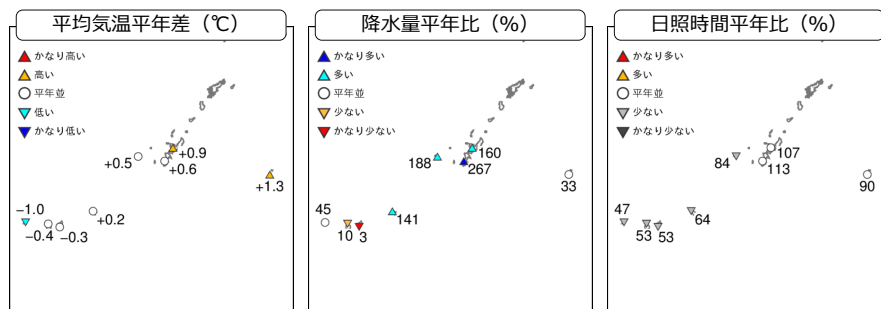 平均気温平年差（℃）
かなり高い
高い
平年並
低い
かなり低い
+0.9
+0.5
+0.6
+1.3
−1.0
+0.2
−0.4
−0.3
降水量平年比（%）
かなり多い
多い
平年並
少ない
かなり少ない
160
188
267
33
45
141
10
3
日照時間平年比（%）
かなり多い
多い
平年並
少ない
かなり少ない
107
84
113
90
47
64
53
53